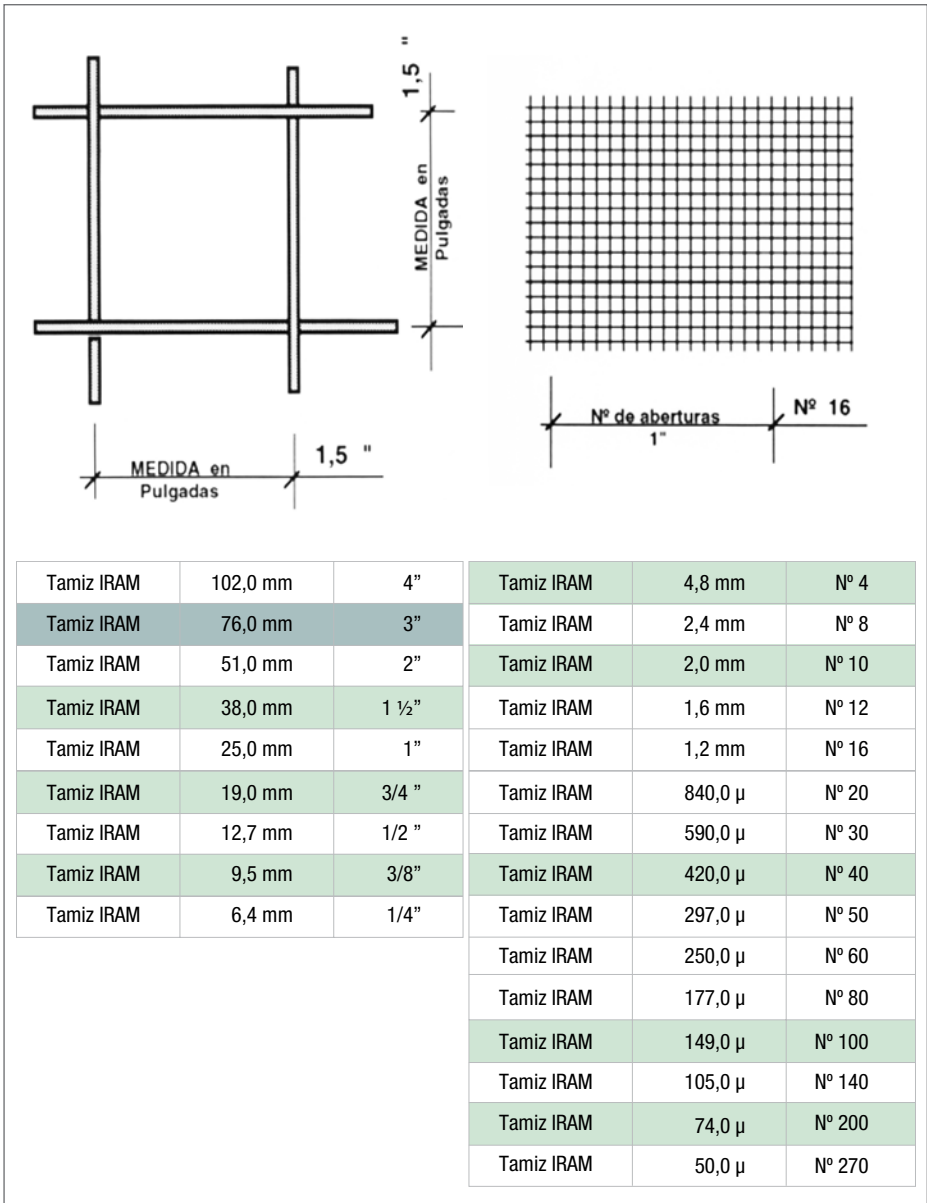 1,5 "
MEDIDA en
Pulgadas
MEDIDA en
Pulgadas
1,5 "
Nº de aberturas
1"
Nº 16
Tamiz IRAM 102,0 mm 4”
Tamiz IRAM 76,0 mm 3”
Tamiz IRAM 51,0 mm 2”
Tamiz IRAM 38,0 mm 1 ½”
Tamiz IRAM 25,0 mm 1”
Tamiz IRAM 19,0 mm 3/4 ”
Tamiz IRAM 12,7 mm 1/2 ”
Tamiz IRAM 9,5 mm 3/8”
Tamiz IRAM 6,4 mm 1/4”
Tamiz IRAM 4,8 mm Nº 4
Tamiz IRAM 2,4 mm Nº 8
Tamiz IRAM 2,0 mm Nº 10
Tamiz IRAM 1,6 mm Nº 12
Tamiz IRAM 1,2 mm Nº 16
Tamiz IRAM 840,0 µ Nº 20
Tamiz IRAM 590,0 µ Nº 30
Tamiz IRAM 420,0 µ Nº 40
Tamiz IRAM 297,0 µ Nº 50
Tamiz IRAM 250,0 µ Nº 60
Tamiz IRAM 177,0 µ Nº 80
Tamiz IRAM 149,0 µ Nº 100
Tamiz IRAM 105,0 µ Nº 140
Tamiz IRAM 74,0 µ Nº 200
Tamiz IRAM 50,0 µ Nº 270